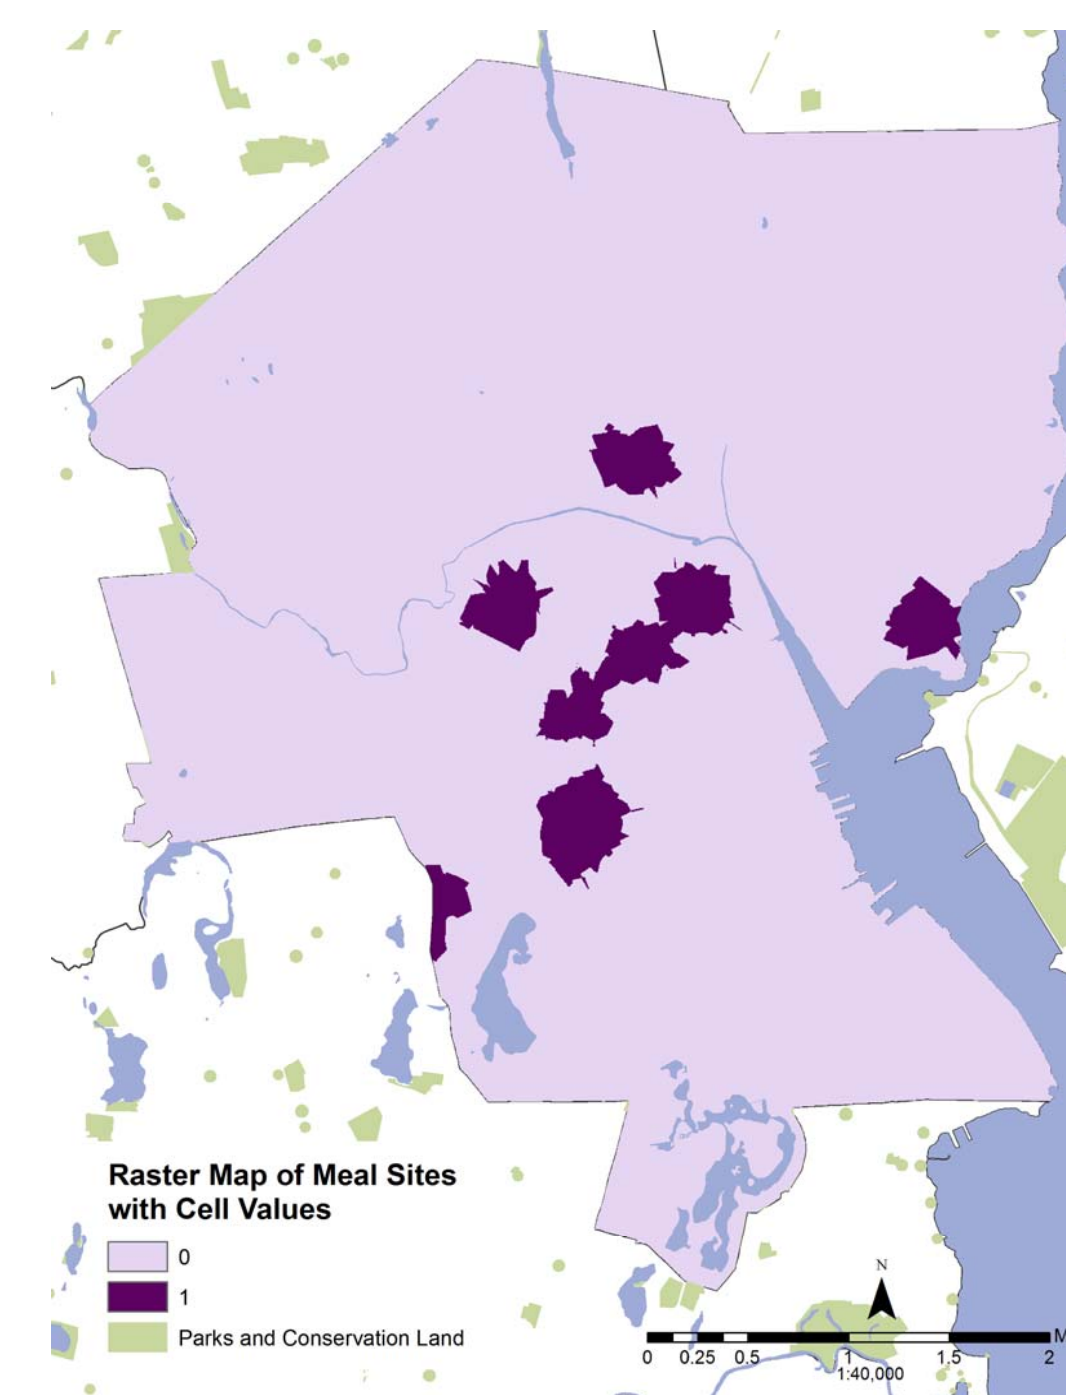 Raster Map of Meal Sites
with Cell Values
0
1
Parks and Conservation Land
N
M
0 0.25 0.5 1 1.5 2
1:40,000